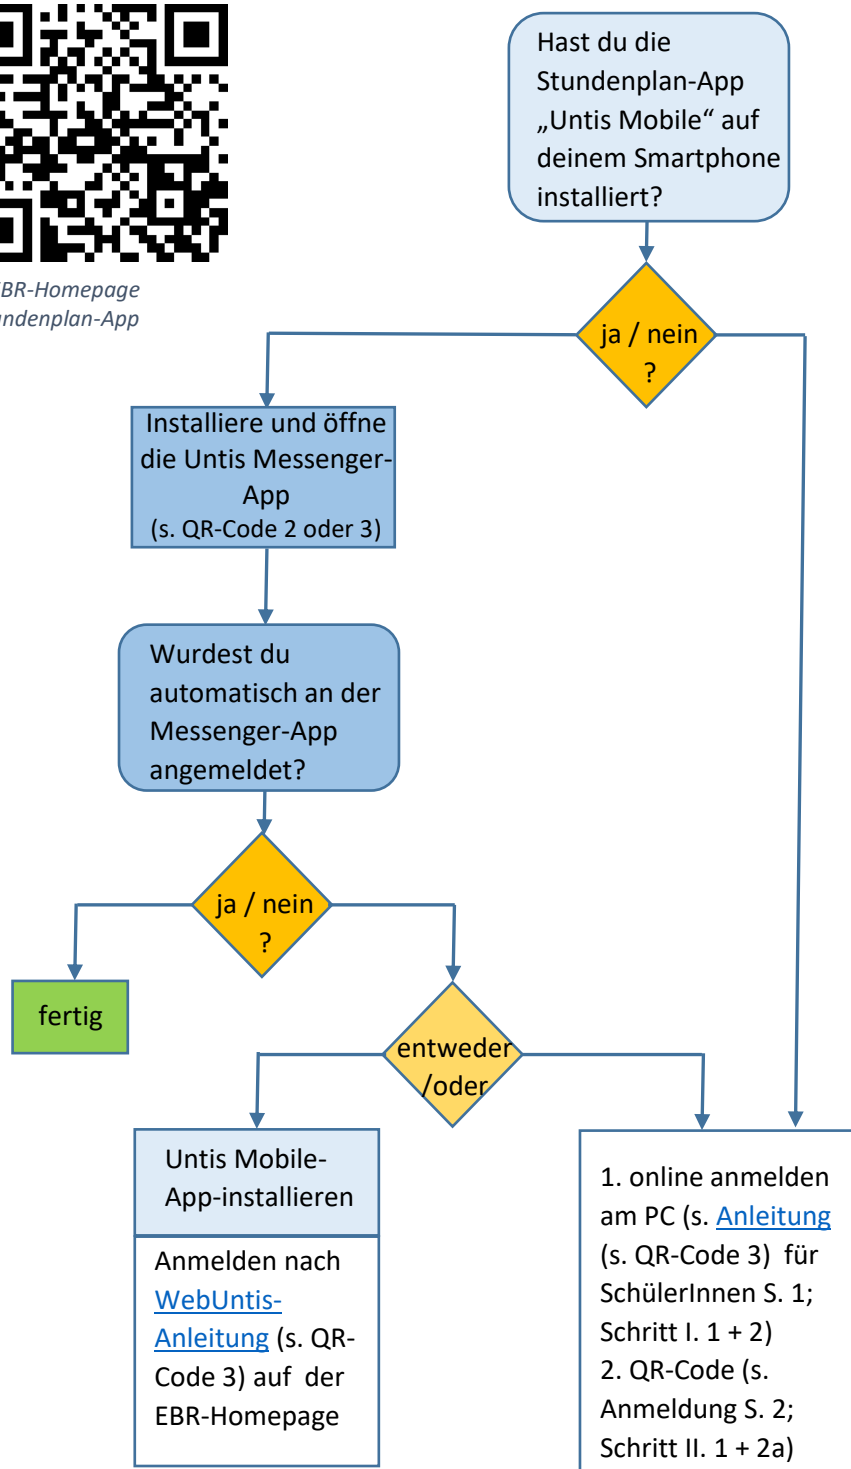 Hast du die
Stundenplan-App
„Untis Mobile“ auf
deinem Smartphone
installiert?
BR-Homepage
ndenplan-App
ja / nein
?
Installiere und öffne
die Untis Messenger-
App
(s. QR-Code 2 oder 3)
Wurdest du
automatisch an der
Messenger-App
angemeldet?
ja / nein
?
fertig
entweder
/oder
Untis Mobile-
App-installieren
Anmelden nach
WebUntis-
Anleitung (s. QR-
Code 3) auf der
EBR-Homepage
1. online anmelden
am PC (s. Anleitung
(s. QR-Code 3) für
SchülerInnen S. 1;
Schritt I. 1 + 2)
2. QR-Code (s.
Anmeldung S. 2;
Schritt II. 1 + 2a)